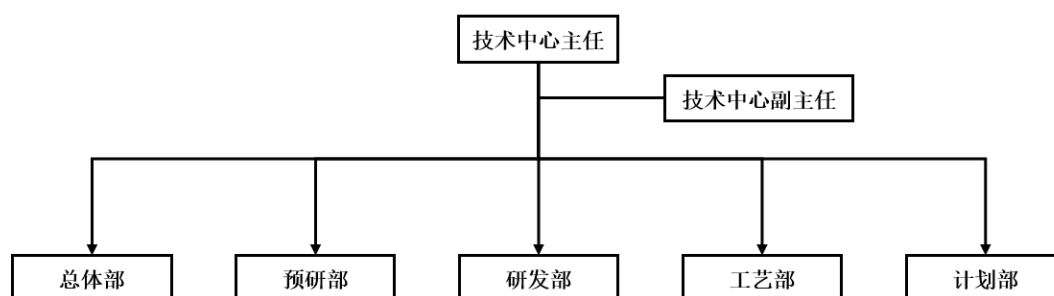 技术中心主任
技术中心副主任
总体部
预研部
研发部
工艺部
计划部